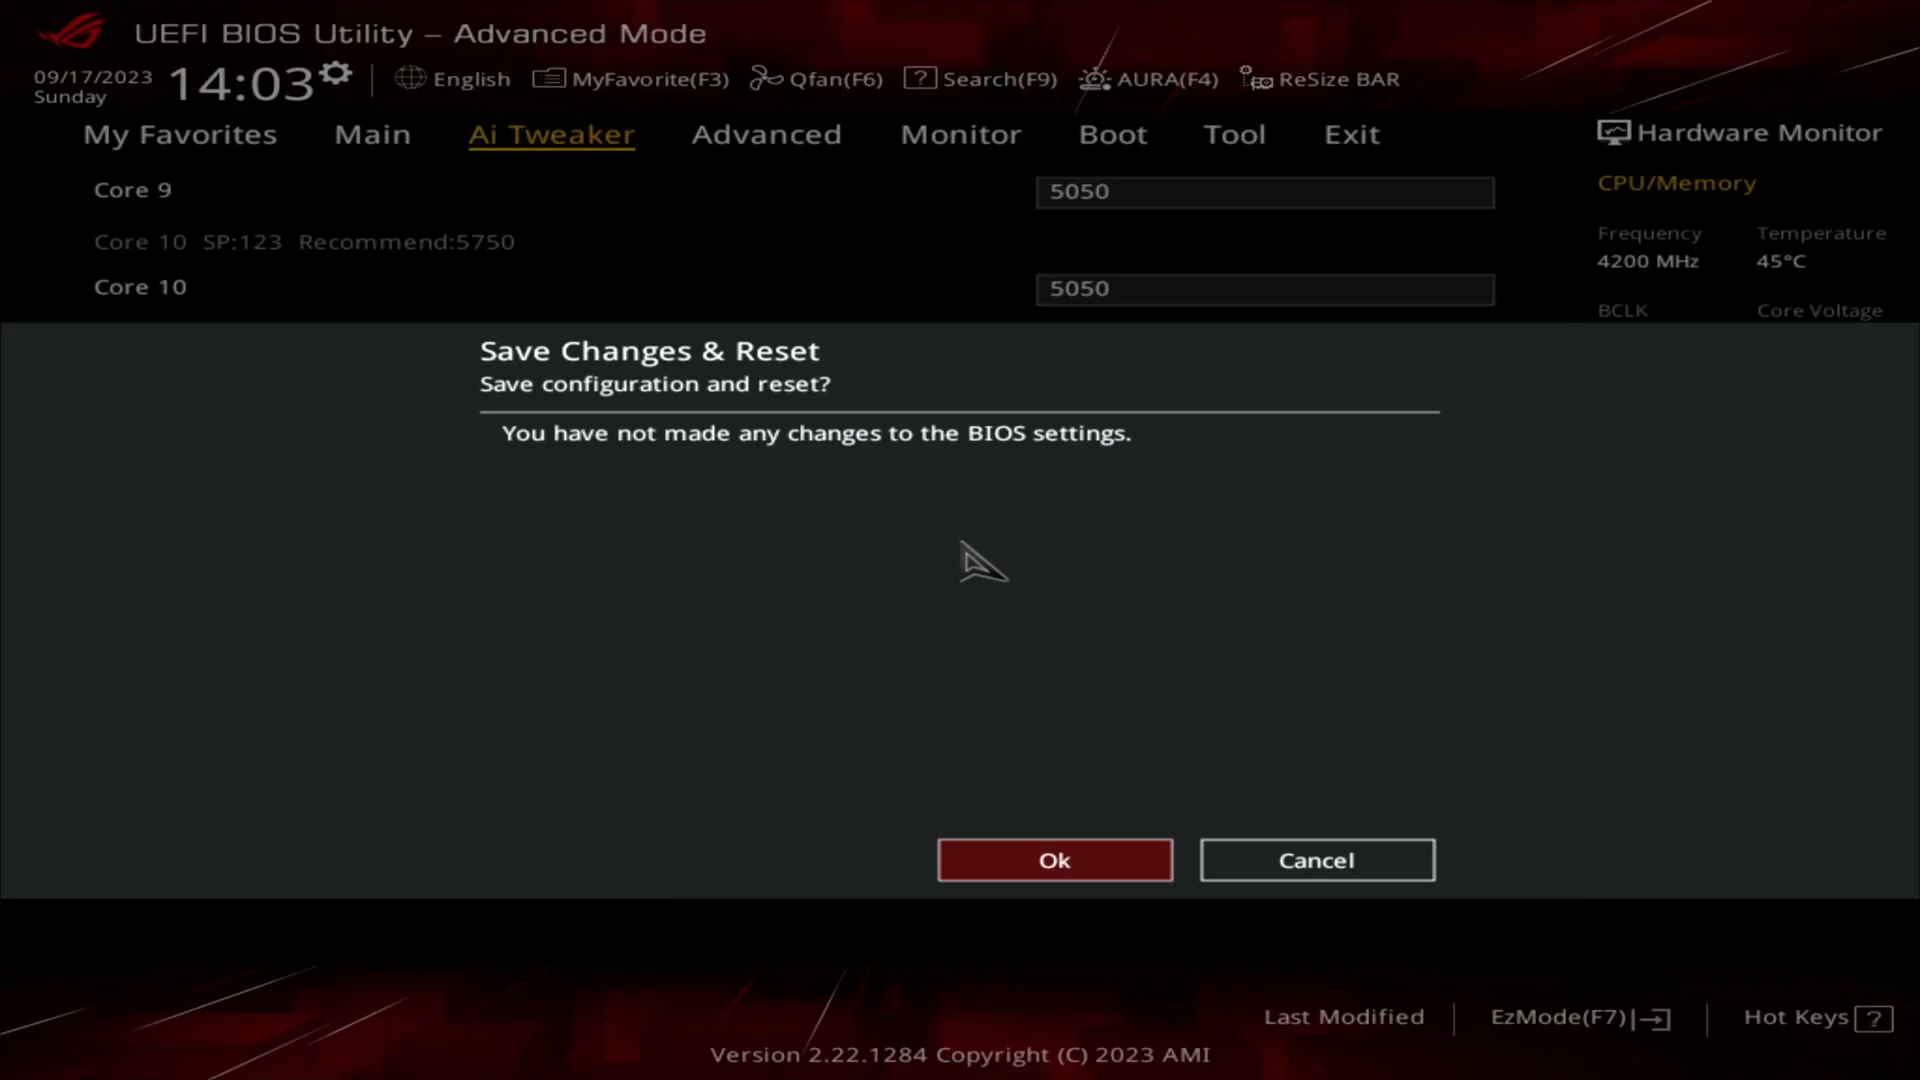 UEFI BIOS Utility – Advanced Mode
09/17/2023
Sunday
14:03
English
MyFavorite(F3)
Qfan(F6)
? Search(F9)
AURA(F4)
ReSize BAR
My Favorites
Main
Ai Tweaker
Advanced
Monitor
Boot
Tool
Exit
Hardware Monitor
Core 9
5050
CPU/Memory
Core 10 SP:123 Recommend:5750
Frequency
Temperature
4200 MHz
45°C
Core 10
5050
BCLK
Core Voltage
Save Changes & Reset
Save configuration and reset?
You have not made any changes to the BIOS settings.
Ok
Cancel
Last Modified
EzMode(F7)
Hot Keys ?
Version 2.22.1284 Copyright (C) 2023 AMI